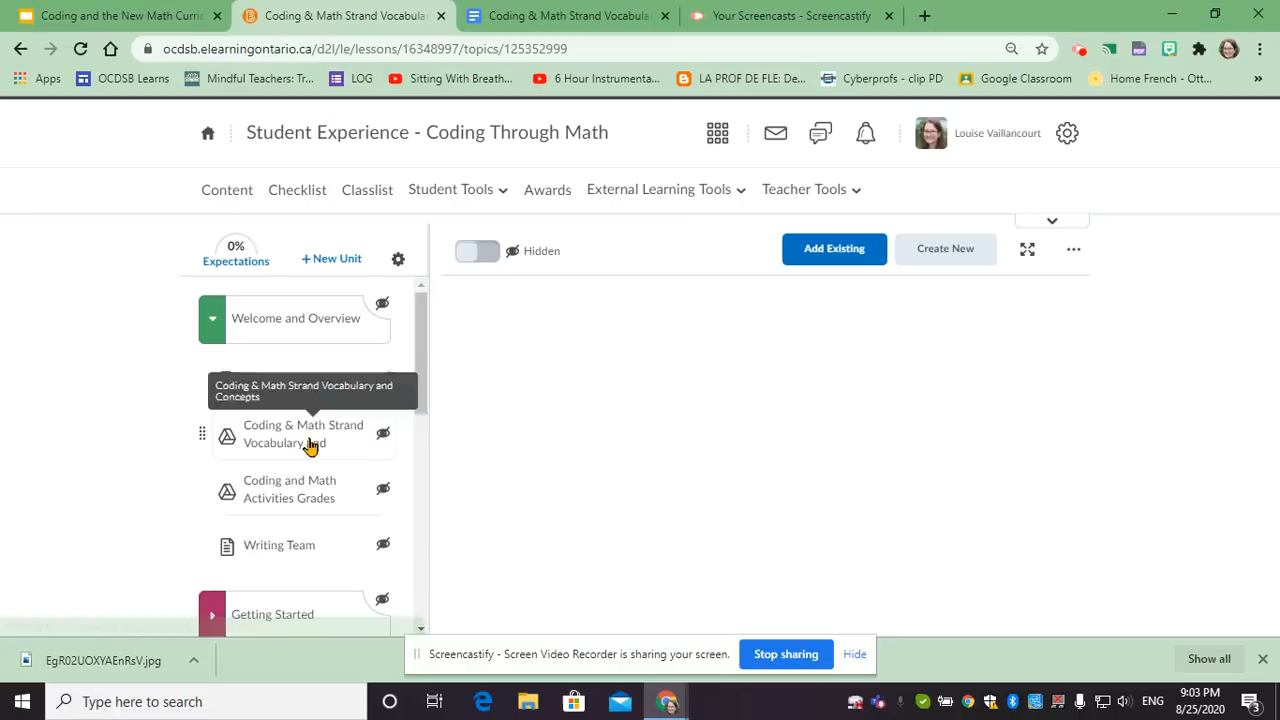 Coding and the New Math Curric
Coding & Math Strand Vocabular
Coding & Math Strand Vocabula
Your Screencasts - Screencastify
ocdsb.elearningontario.ca/d2l/le/lessons/16348997/topics/125352999
Apps
OCDSB Learns
Mindful Teachers: Tr...
LOG
Sitting With Breath...
6 Hour Instrumenta...
LA PROF DE FLE: De...
Cyberprofs - clip PD
Google Classroom
Home French - Ott...
»
Student Experience - Coding Through Math
Louise Vaillancourt
Content
Checklist
Classlist
Student Tools
Awards
External Learning Tools
Teacher Tools
0%
Expectations
+ New Unit
Hidden
Add Existing
Create New
Welcome and Overview
Coding & Math Strand Vocabulary and
Concepts
Coding & Math Strand
Vocabulary and
Coding and Math
Activities Grades
Writing Team
Getting Started
Screencastify - Screen Video Recorder is sharing your screen.
Stop sharing
Hide
EgR02UOXYAEnRsV.jpg
Show all
Type here to search
ENG
9:03 PM
8/25/2020
3